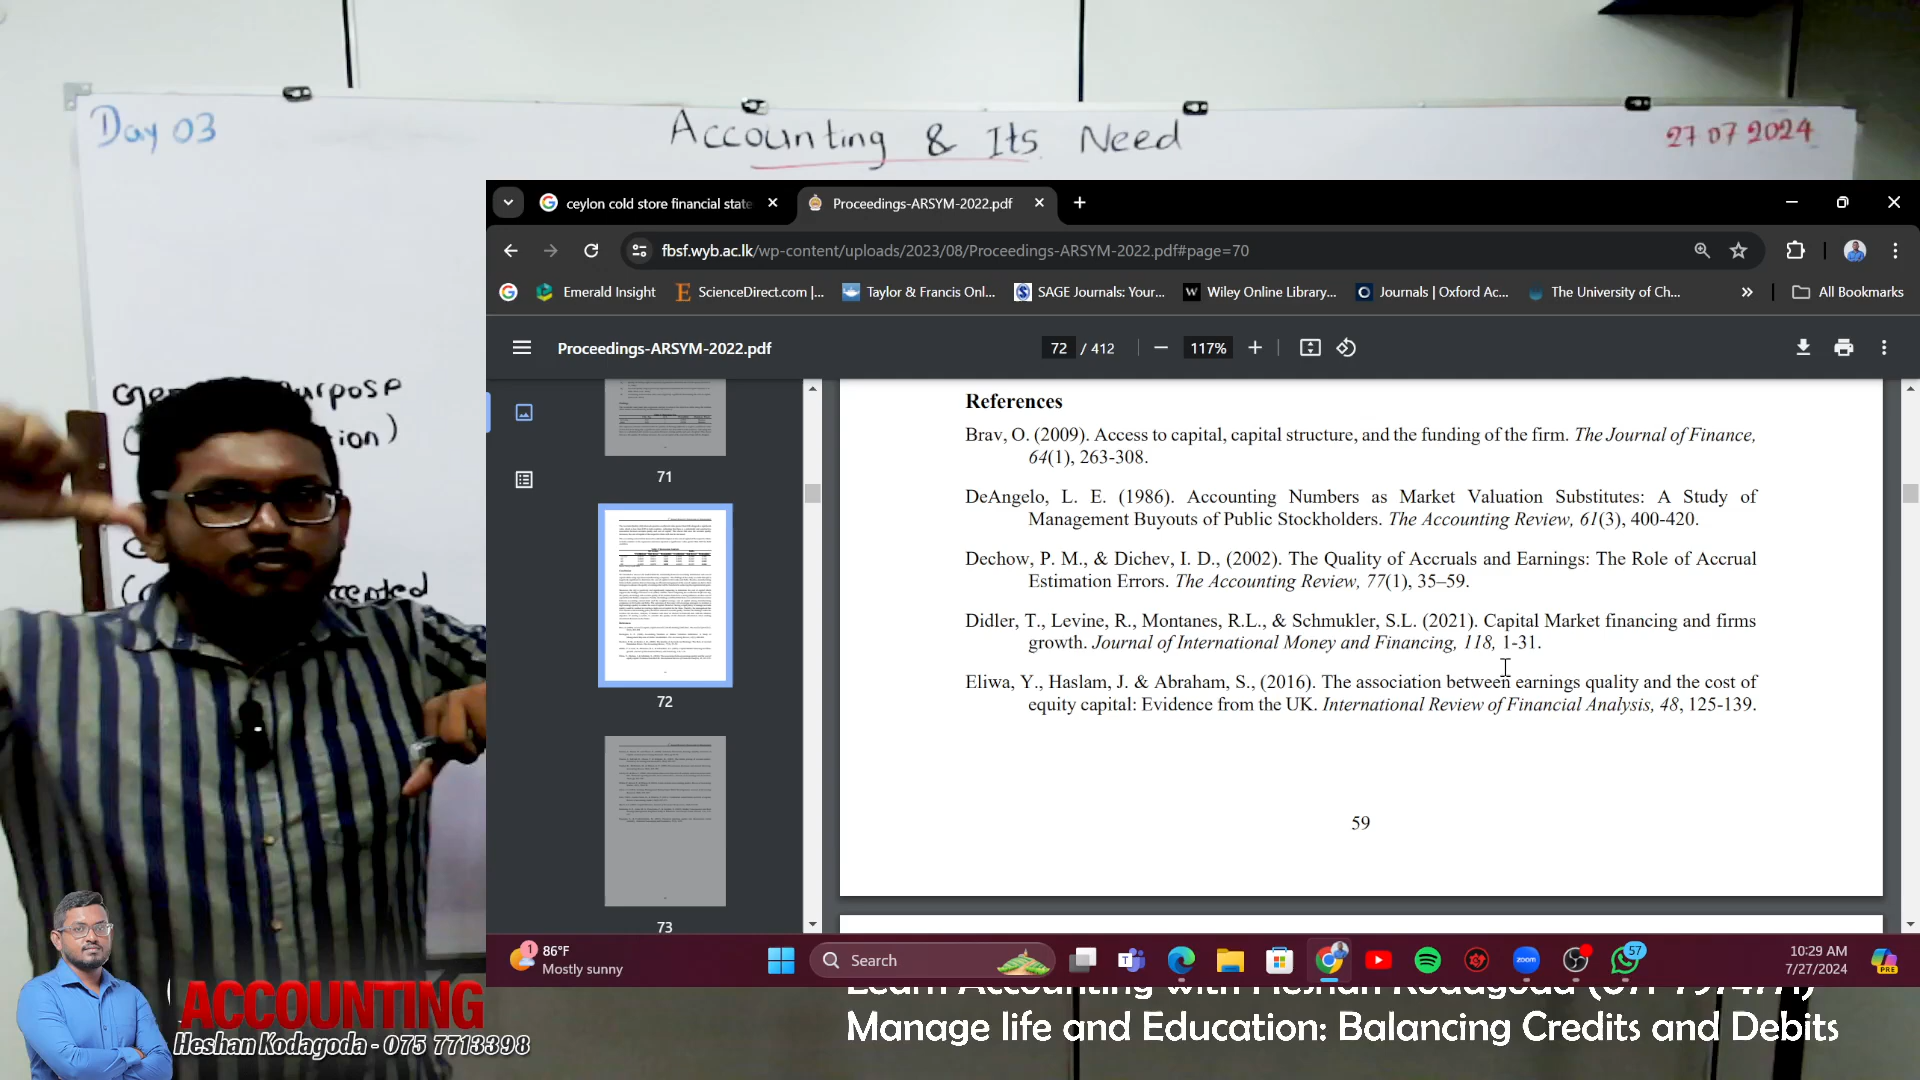 Day 03
Accounting & Its Need
27 07 2024
ceylon cold store financial state
Proceedings-ARSYM-2022.pdf
fbsf.wyb.ac.lk/wp-content/uploads/2023/08/Proceedings-ARSYM-2022.pdf#page=70
Emerald Insight
ScienceDirect.com |...
Taylor & Francis Onl...
SAGE Journals: Your...
Wiley Online Library...
Journals | Oxford Ac...
The University of Ch...
»
All Bookmarks
Proceedings-ARSYM-2022.pdf
72 / 412
117%
71
72
73
References
Brav, O. (2009). Access to capital, capital structure, and the funding of the firm. The Journal of Finance,
64(1), 263-308.
DeAngelo, L. E. (1986). Accounting Numbers as Market Valuation Substitutes: A Study of
Management Buyouts of Public Stockholders. The Accounting Review, 61(3), 400-420.
Dechow, P. M., & Dichev, I. D., (2002). The Quality of Accruals and Earnings: The Role of Accrual
Estimation Errors. The Accounting Review, 77(1), 35–59.
Didler, T., Levine, R., Montanes, R.L., & Schmukler, S.L. (2021). Capital Market financing and firms
growth. Journal of International Money and Financing, 118, 1-31.
Eliwa, Y., Haslam, J. & Abraham, S., (2016). The association between earnings quality and the cost of
equity capital: Evidence from the UK. International Review of Financial Analysis, 48, 125-139.
59
1
86°F
Mostly sunny
Search
zoom
57
10:29 AM
7/27/2024
PRE
ACCOUNTING
Heshan Kodagoda - 075 7713398
Learn Accounting with Heshan Kodagoda
Manage life and Education: Balancing Credits and Debits